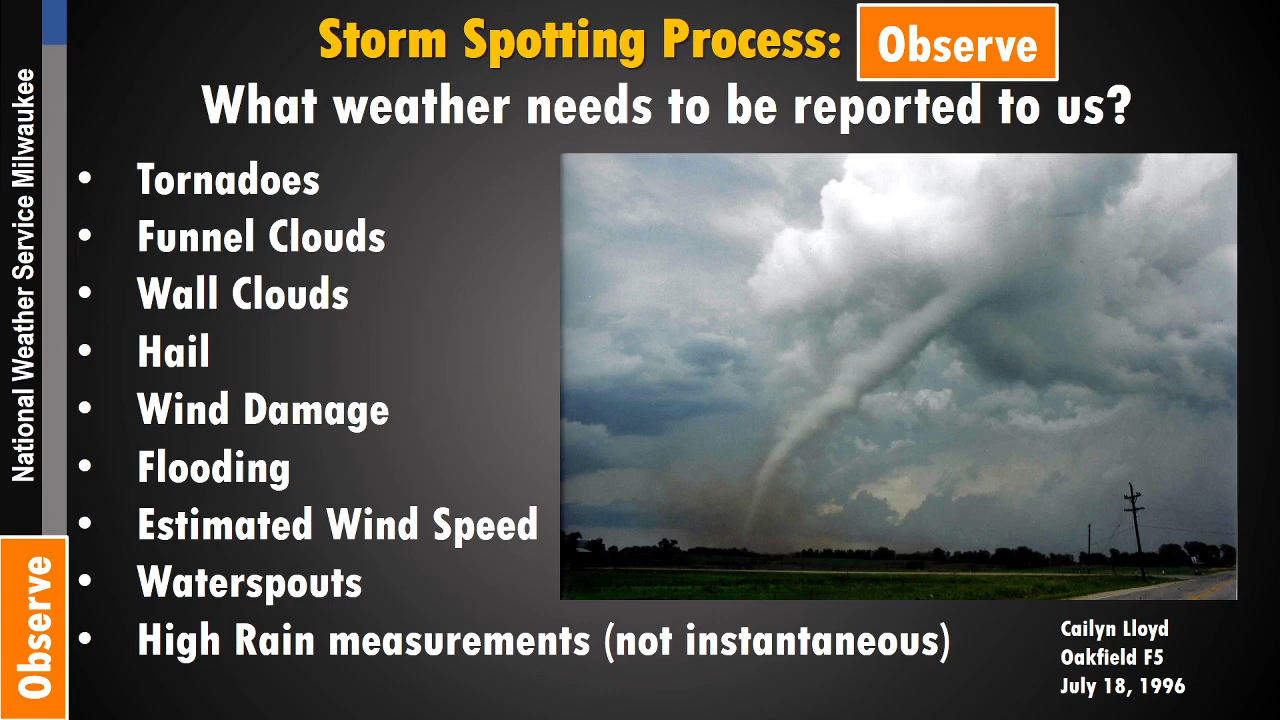 Storm Spotting Process: Observe
What weather needs to be reported to us?
• Tornadoes
• Funnel Clouds
• Wall Clouds
• Hail
• Wind Damage
• Flooding
• Estimated Wind Speed
• Waterspouts
• High Rain measurements (not instantaneous)
Cailyn Lloyd
Oakfield F5
July 18, 1996
National Weather Service Milwaukee
Observe